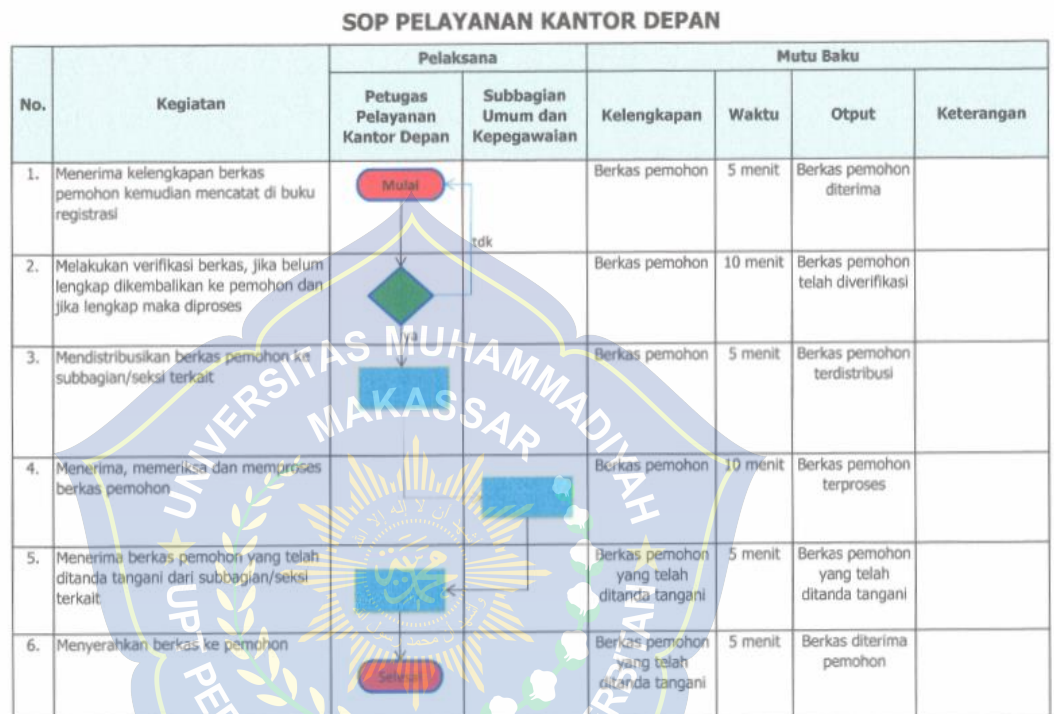 SOP PELAYANAN KANTOR DEPAN
No.
Kegiatan
Pelaksana
Mutu Baku
Petugas
Pelayanan
Kantor Depan
Subbagian
Umum dan
Kepegawaian
Kelengkapan
Waktu
Otput
Keterangan
1.
Menerima kelengkapan berkas
pemohon kemudian mencatat di buku
registrasi
Mulai
Berkas pemohon
5 menit
Berkas pemohon
diterima
tdk
2.
Melakukan verifikasi berkas, jika belum
lengkap dikembalikan ke pemohon dan
jika lengkap maka diproses
Berkas pemohon
10 menit
Berkas pemohon
telah diverifikasi
ya
3.
Mendistribusikan berkas pemohon ke
subbagian/seksi terkait
Berkas pemohon
5 menit
Berkas pemohon
terdistribusi
4.
Menerima, memeriksa dan memproses
berkas pemohon
Berkas pemohon
10 menit
Berkas pemohon
terproses
5.
Menerima berkas pemohon yang telah
ditanda tangani dari subbagian/seksi
terkait
Berkas pemohon
yang telah
ditanda tangani
5 menit
Berkas pemohon
yang telah
ditanda tangani
6.
Menyerahkan berkas ke pemohon
Selesai
Berkas pemohon
yang telah
ditanda tangani
5 menit
Berkas diterima
pemohon
UNIVERSITAS MUHAMMADIYAH
MAKASSAR